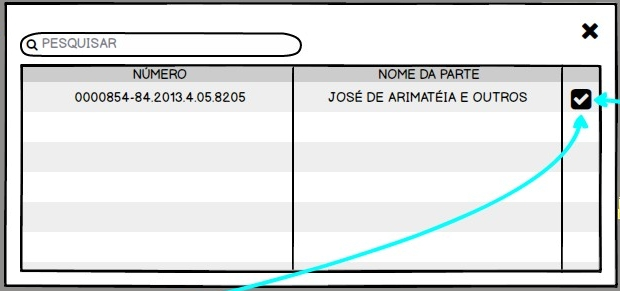 PESQUISAR
NÚMERO NOME DA PARTE
0000854-84.2013.4.05.8205 JOSÉ DE ARIMATÉIA E OUTROS